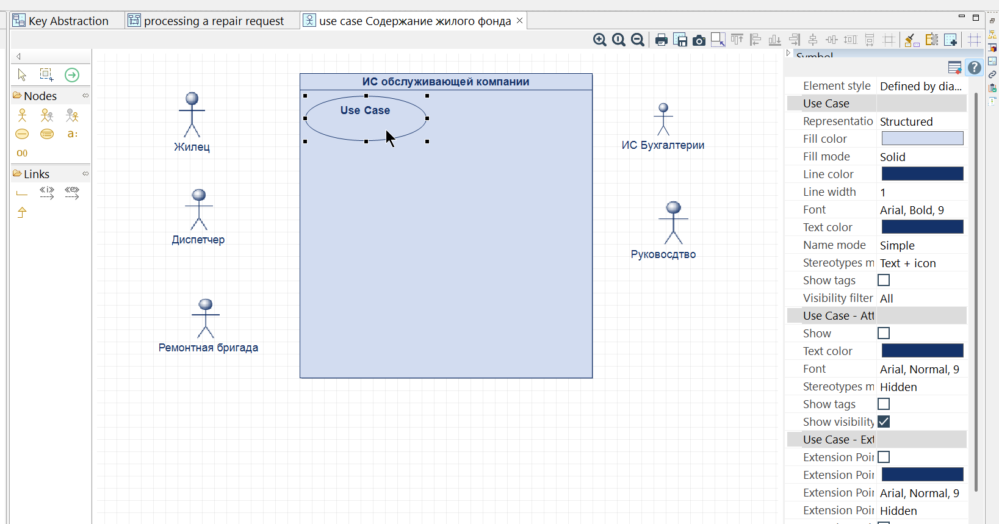 Key Abstraction
processing a repair request
use case Содержание жилого фонда
Symbol
Nodes
a:
O()
Links
«i»
«e»
ИС обслуживающей компании
Use Case
Жилец
ИС Бухгалтерии
Диспетчер
Руковосдтво
Ремонтная бригада
Element style Defined by dia...
Use Case
Representatio Structured
Fill color
Fill mode Solid
Line color
Line width 1
Font Arial, Bold, 9
Text color
Name mode Simple
Stereotypes m Text + icon
Show tags
Visibility filter All
Use Case - Att
Show
Text color
Font Arial, Normal, 9
Stereotypes m Hidden
Show tags
Show visibility
Use Case - Ext
Extension Poir
Extension Poir
Extension Poir Arial, Normal, 9
Extension Poir Hidden